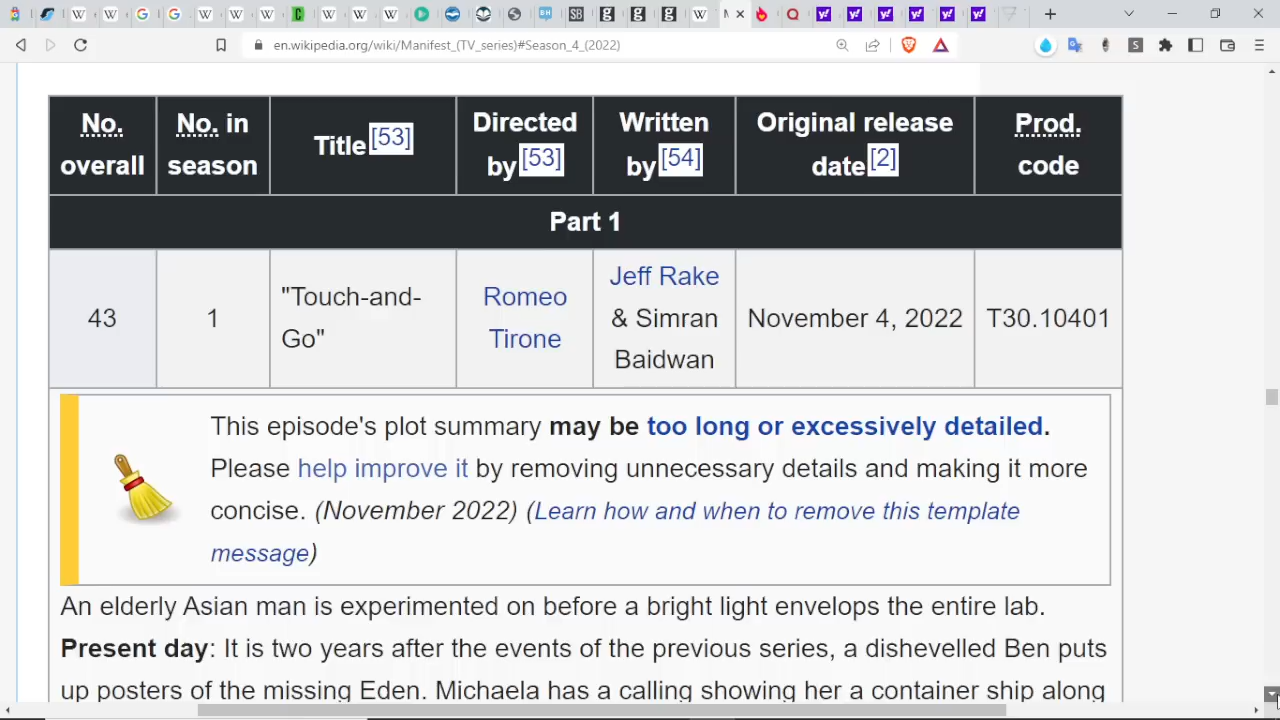 en.wikipedia.org/wiki/Manifest_(TV_series)#Season_4_(2022)
No. overall
No. in season
Title[53]
Directed by[53]
Written by[54]
Original release date[2]
Prod. code
Part 1
43
1
"Touch-and-
Go"
Romeo
Tirone
Jeff Rake
& Simran
Baidwan
November 4, 2022
T30.10401
This episode's plot summary may be too long or excessively detailed.
Please help improve it by removing unnecessary details and making it more
concise. (November 2022) (Learn how and when to remove this template
message)
An elderly Asian man is experimented on before a bright light envelops the entire lab.
Present day: It is two years after the events of the previous series, a dishevelled Ben puts
up posters of the missing Eden. Michaela has a calling showing her a container ship along